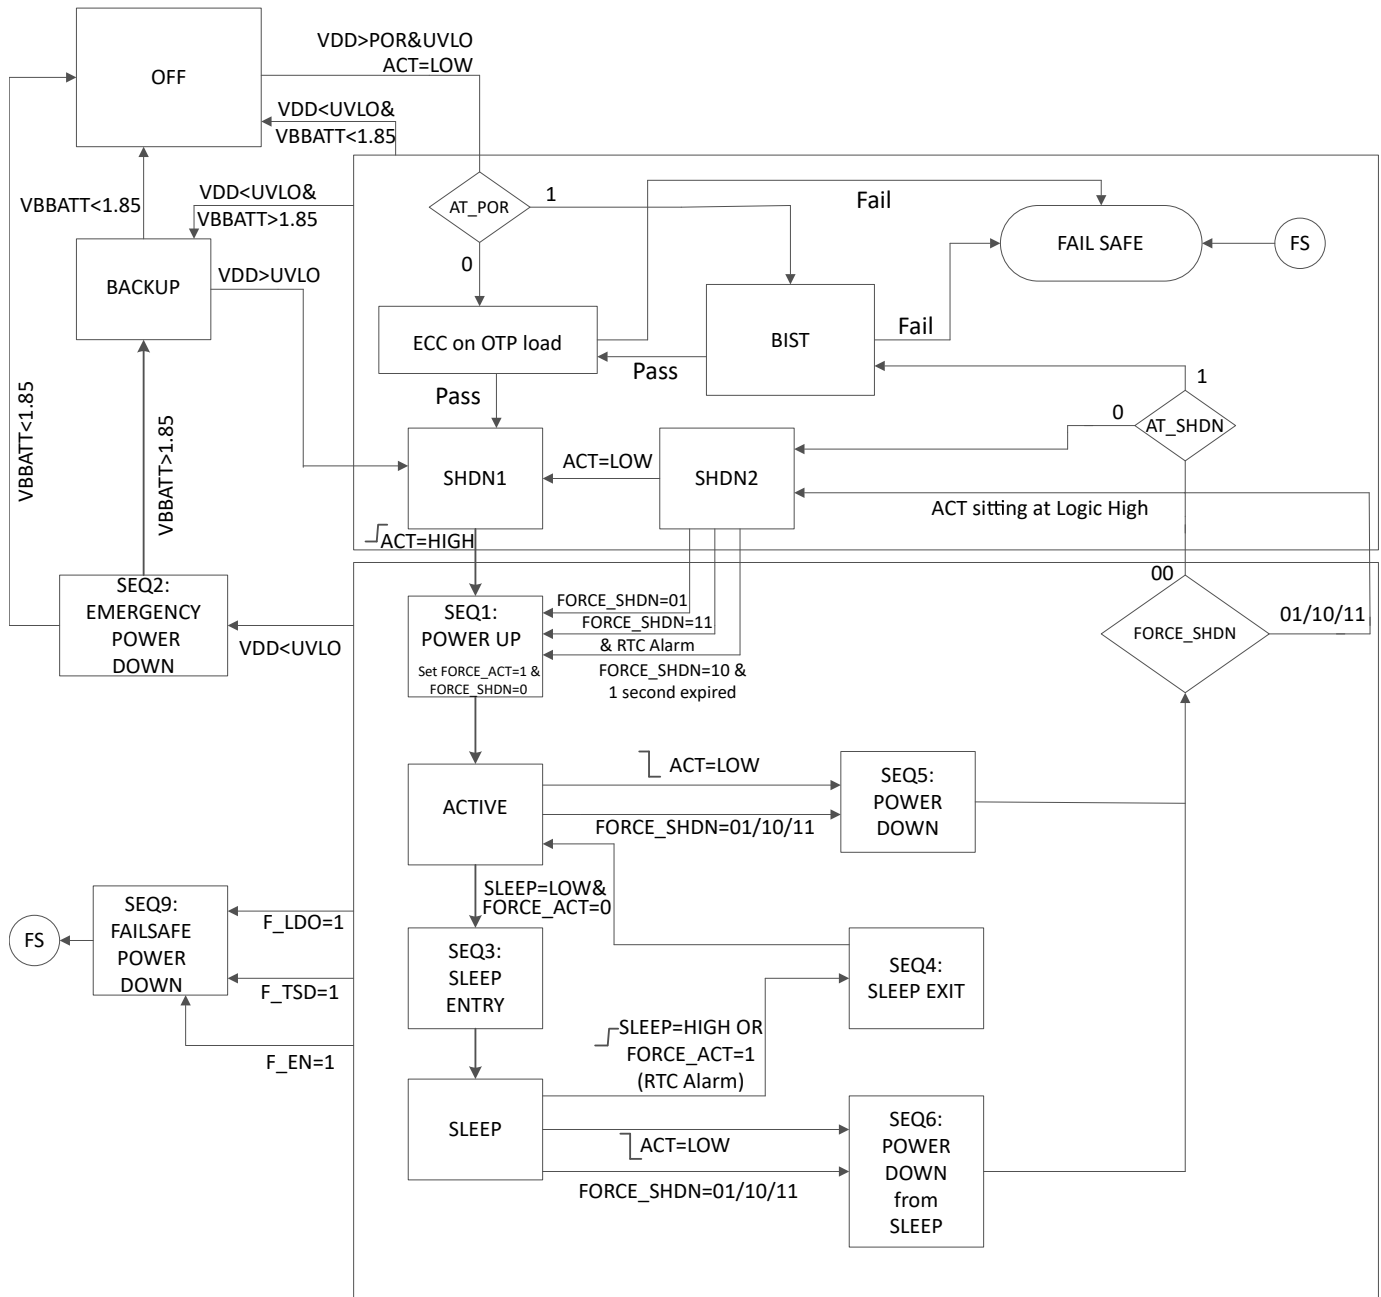 OFF
VDD>POR&UVLO
ACT=LOW
VDD<UVLO&
VBBATT<1.85
VBBATT<1.85
VDD<UVLO&
VBBATT>1.85
BACKUP
VDD>UVLO
AT_POR
1
0
Fail
FAIL SAFE
FS
ECC on OTP load
BIST
Fail
Pass
Pass
1
0
AT_SHDN
VBBATT<1.85
VBBATT>1.85
SHDN1
ACT=LOW
SHDN2
ACT sitting at Logic High
ACT=HIGH
SEQ2:
EMERGENCY
POWER
DOWN
VDD<UVLO
SEQ1:
POWER UP
Set FORCE_ACT=1 &
FORCE_SHDN=0
FORCE_SHDN=01
FORCE_SHDN=11
& RTC Alarm
FORCE_SHDN=10 &
1 second expired
00
FORCE_SHDN
01/10/11
ACTIVE
ACT=LOW
FORCE_SHDN=01/10/11
SEQ5:
POWER
DOWN
SLEEP=LOW&
FORCE_ACT=0
FS
SEQ9:
FAILSAFE
POWER
DOWN
F_LDO=1
F_TSD=1
F_EN=1
SEQ3:
SLEEP
ENTRY
SEQ4:
SLEEP EXIT
SLEEP=HIGH OR
FORCE_ACT=1
(RTC Alarm)
SLEEP
ACT=LOW
FORCE_SHDN=01/10/11
SEQ6:
POWER
DOWN
from
SLEEP